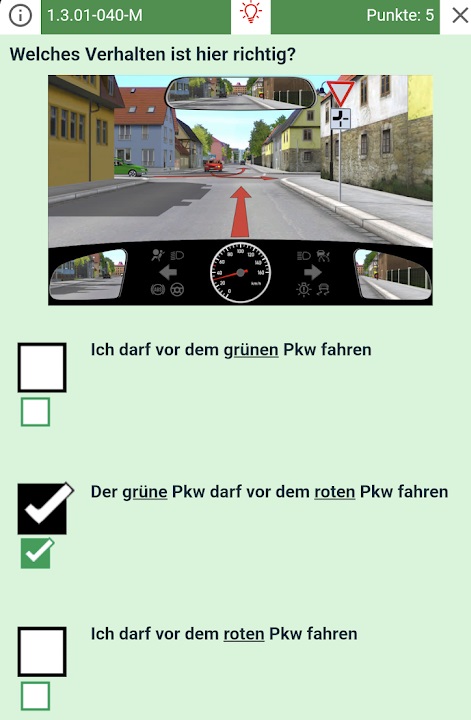 1.3.01-040-M
Punkte: 5
Welches Verhalten ist hier richtig?
Ich darf vor dem grünen Pkw fahren
Der grüne Pkw darf vor dem roten Pkw fahren
Ich darf vor dem roten Pkw fahren